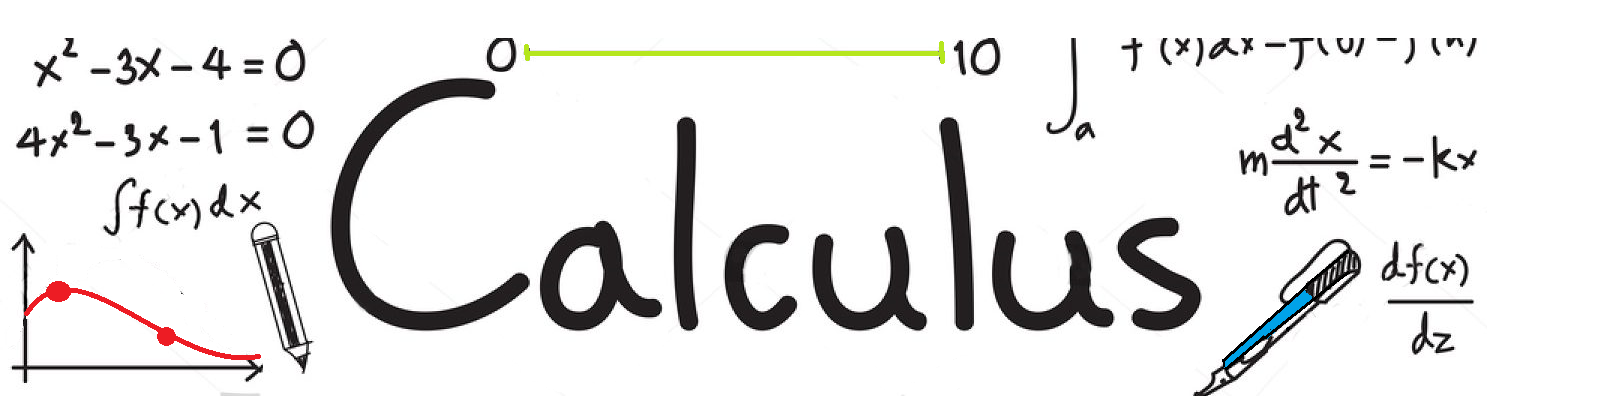 x² -3x-4=0
4x²-3x-1 =0
∫f(x)dx
0 10
Calculus
∫a
m d²x/dt² = -kx
df(x)/dz